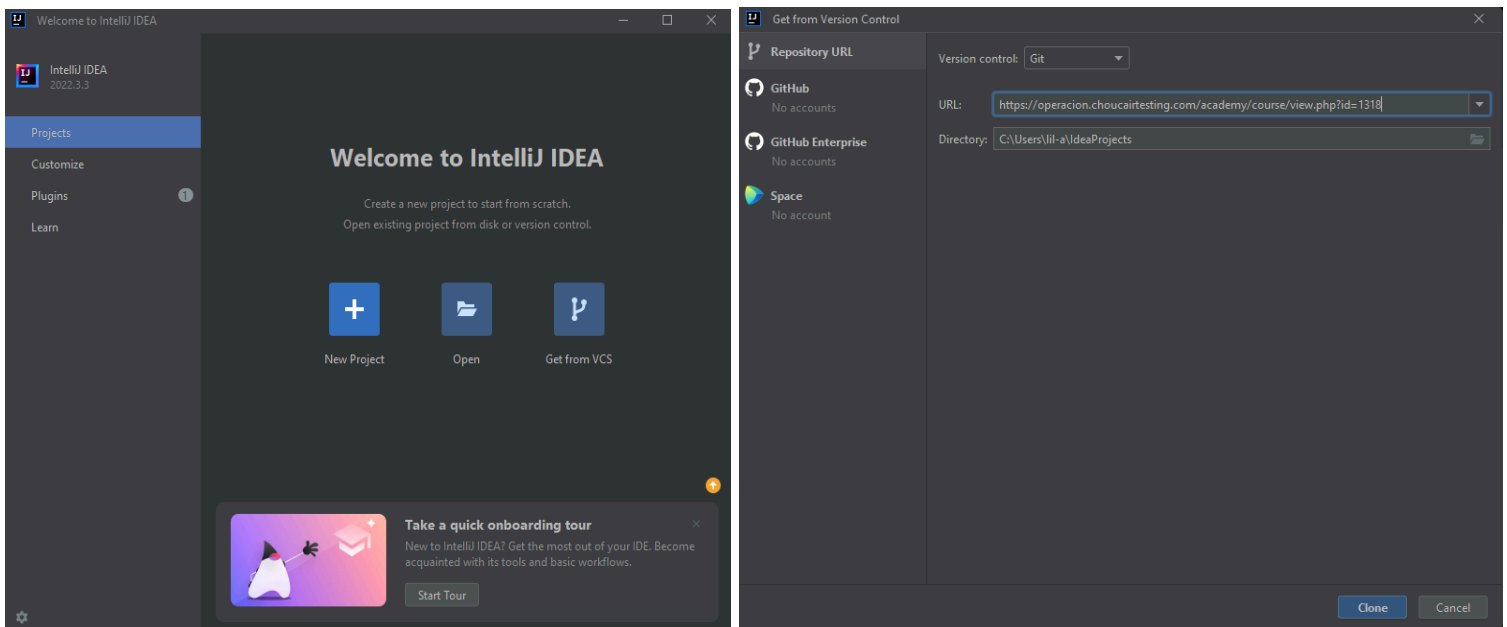 Welcome to IntelliJ IDEA
IntelliJ IDEA
2022.3.3
Projects
Customize
Plugins
1
Learn
Welcome to IntelliJ IDEA
Create a new project to start from scratch.
Open existing project from disk or version control.
New Project
Open
Get from VCS
Take a quick onboarding tour
New to IntelliJ IDEA? Get the most out of your IDE. Become
acquainted with its tools and basic workflows.
Start Tour
Get from Version Control
Repository URL
GitHub
No accounts
GitHub Enterprise
No accounts
Space
No account
Version control: Git
URL: https://operacion.choucairtesting.com/academy/course/view.php?id=1318
Directory: C:\Users\lil-a\IdeaProjects
Clone
Cancel